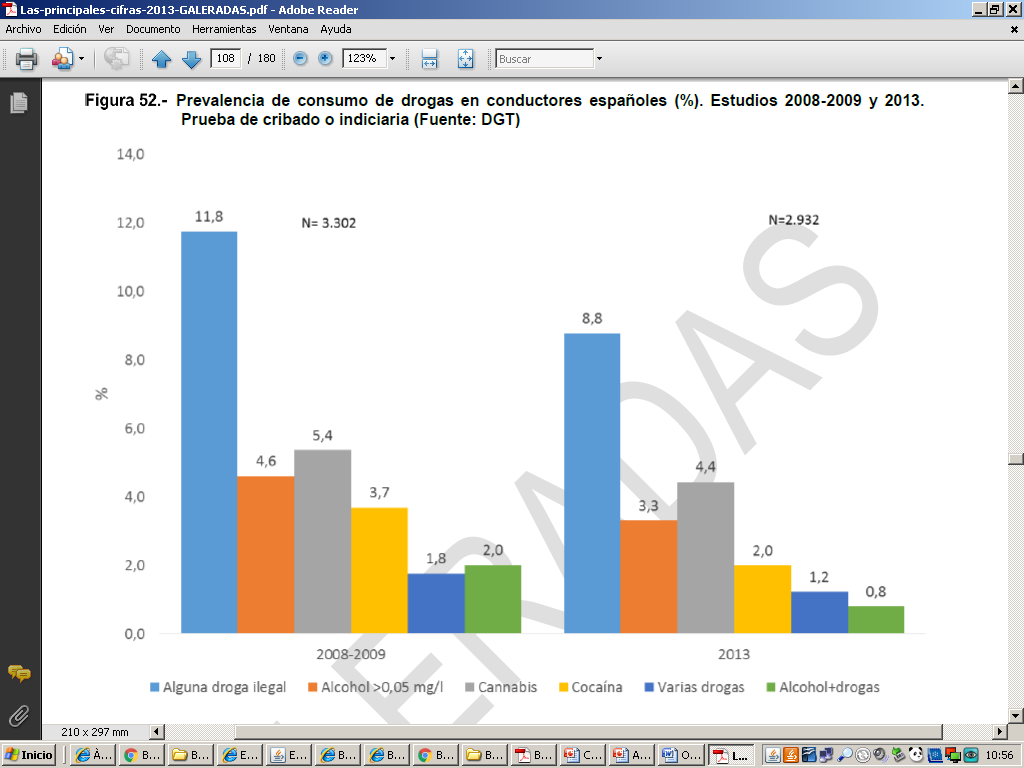 Las-principales-cifras-2013-GALERADAS.pdf - Adobe Reader
Archivo Edición Ver Documento Herramientas Ventana Ayuda
108 / 180 123% Buscar
Figura 52.- Prevalencia de consumo de drogas en conductores españoles (%). Estudios 2008-2009 y 2013.
Prueba de cribado o indiciaria (Fuente: DGT)
14,0
12,0
10,0
8,0
6,0
4,0
2,0
0,0
%
N= 3.302
N=2.932
11,8
4,6
5,4
3,7
1,8
2,0
8,8
3,3
4,4
2,0
1,2
0,8
2008-2009
2013
Alguna droga ilegal Alcohol >0,05 mg/l Cannabis Cocaína Varias drogas Alcohol+drogas
LERADAS
210 x 297 mm
Inicio À... B... B... E... E... B... B... B... B... B... C... A... O... L... 10:56